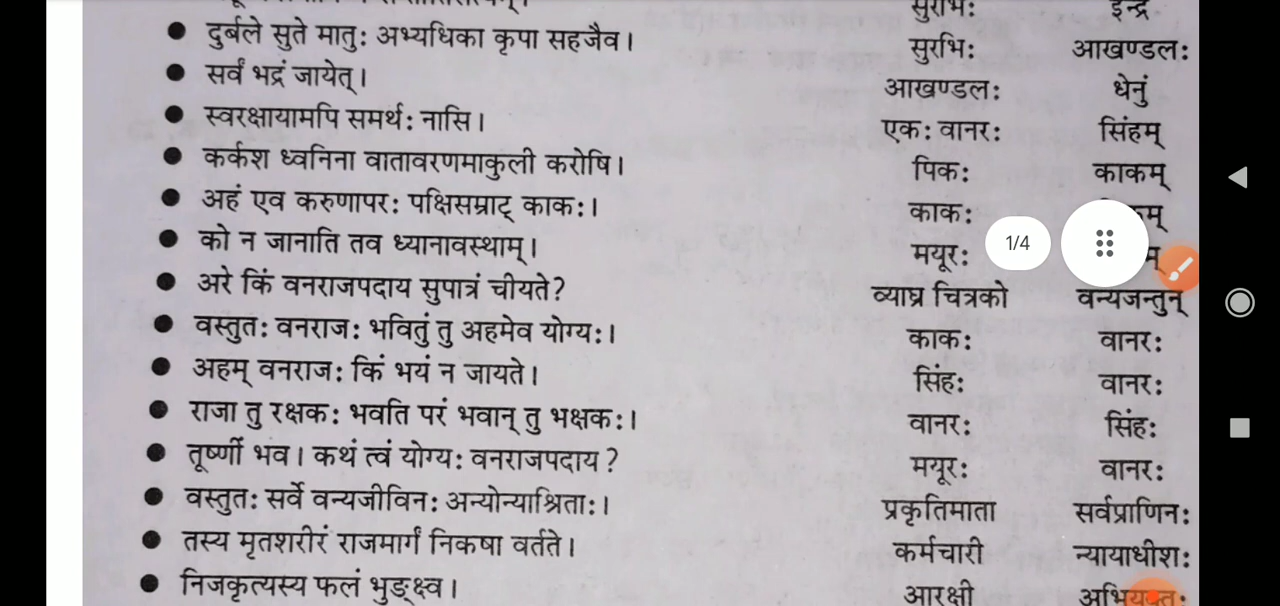 सुरभिः इन्द्र
दुर्बले सुते मातुः अभ्यधिका कृपा सहजैव। सुरभिः आखण्डलः
सर्वं भद्रं जायेत्। आखण्डलः धेनुं
स्वरक्षायामपि समर्थः नासि। एकः वानरः सिंहम्
कर्कश ध्वनिना वातावरणमाकुली करोषि। पिकः काकम्
अहं एव करुणापरः पक्षिसम्राट् काकः। काकः
को न जानाति तव ध्यानावस्थाम्। मयूरः 1/4
अरे किं वनराजपदाय सुपात्रं चीयते? व्याघ्र चित्रको वन्यजन्तुन्
वस्तुतः वनराजः भवितुं तु अहमेव योग्यः। काकः वानरः
अहम् वनराजः किं भयं न जायते। सिंहः वानरः
राजा तु रक्षकः भवति परं भवान् तु भक्षकः। वानरः सिंहः
तूर्ष्णी भव। कथं त्वं योग्यः वनराजपदाय? मयूरः वानरः
वस्तुतः सर्वे वन्यजीविनः अन्योन्याश्रिताः। प्रकृतिमाता सर्वप्राणिनः
तस्य मृतशरीरं राजमार्गं निकषा वर्तते। कर्मचारी न्यायाधीशः
निजकृत्यस्य फलं भुङ्क्ष्व। आरक्षी